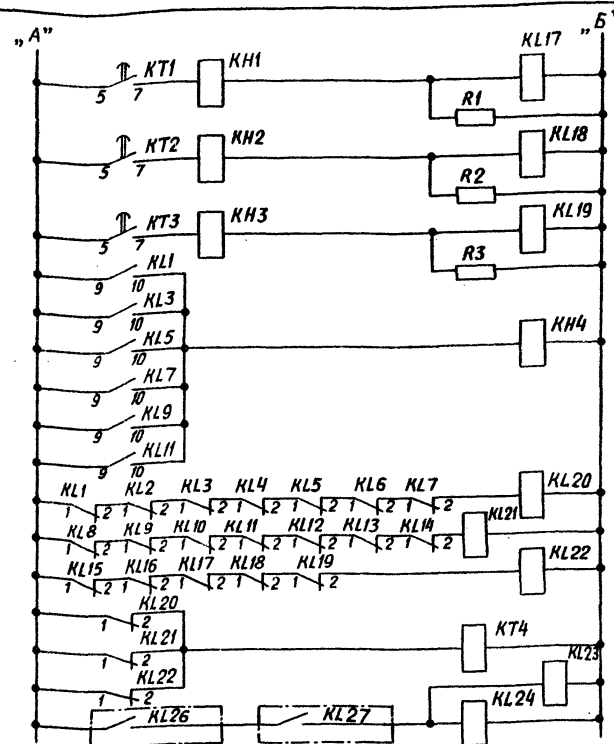 „A" „Б"
KT1 KH1 KL17
5 7 R1
KT2 KH2 KL18
5 7 R2
KT3 KH3 KL19
5 7 R3
KL1
9 10
KL3
9 10
KL5 KH4
9 10
KL7
9 10
KL9
9 10
KL11
9 10
KL1 KL2 KL3 KL4 KL5 KL6 KL7 KL20
1 2 1 2 1 2 1 2 1 2 1 2 1 2
KL8 KL9 KL10 KL11 KL12 KL13 KL14 KL21
1 2 1 2 1 2 1 2 1 2 1 2 1 2
KL15 KL16 KL17 KL18 KL19 KL22
1 2 1 2 1 2 1 2 1 2
KL20
1 2
KL21 KT4
1 2
KL22 KL23
1 2
KL26 KL27 KL24